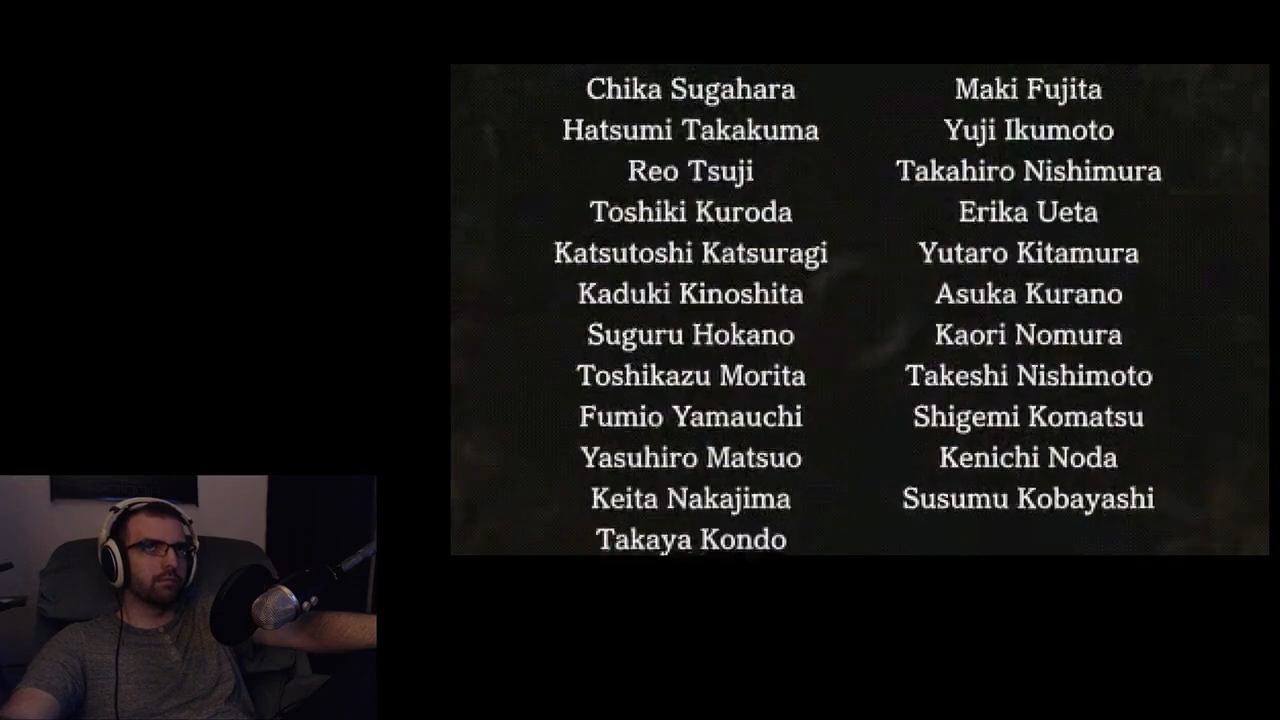 Chika Sugahara
Hatsumi Takakuma
Reo Tsuji
Toshiki Kuroda
Katsutoshi Katsuragi
Kaduki Kinoshita
Suguru Hokano
Toshikazu Morita
Fumio Yamauchi
Yasuhiro Matsuo
Keita Nakajima
Takaya Kondo
Maki Fujita
Yuji Ikumoto
Takahiro Nishimura
Erika Ueta
Yutaro Kitamura
Asuka Kurano
Kaori Nomura
Takeshi Nishimoto
Shigemi Komatsu
Kenichi Noda
Susumu Kobayashi